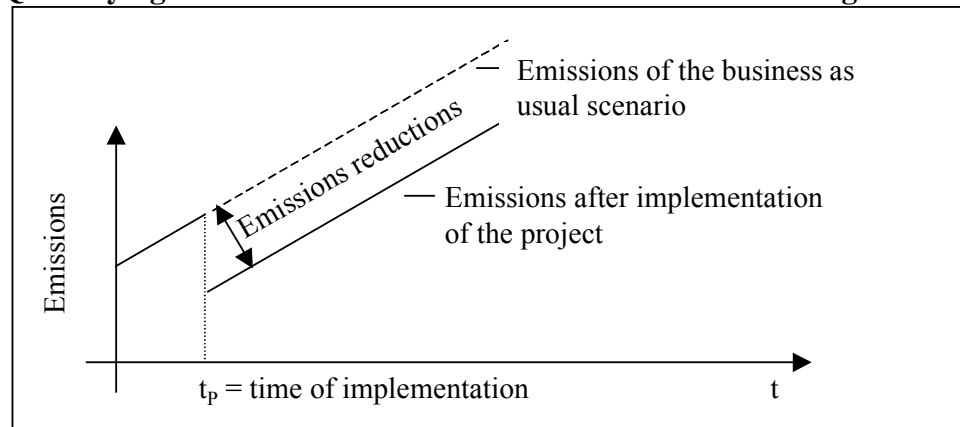 Emissions of the business as
usual scenario
Emissions reductions
Emissions after implementation
of the project
Emissions
tP = time of implementation
t